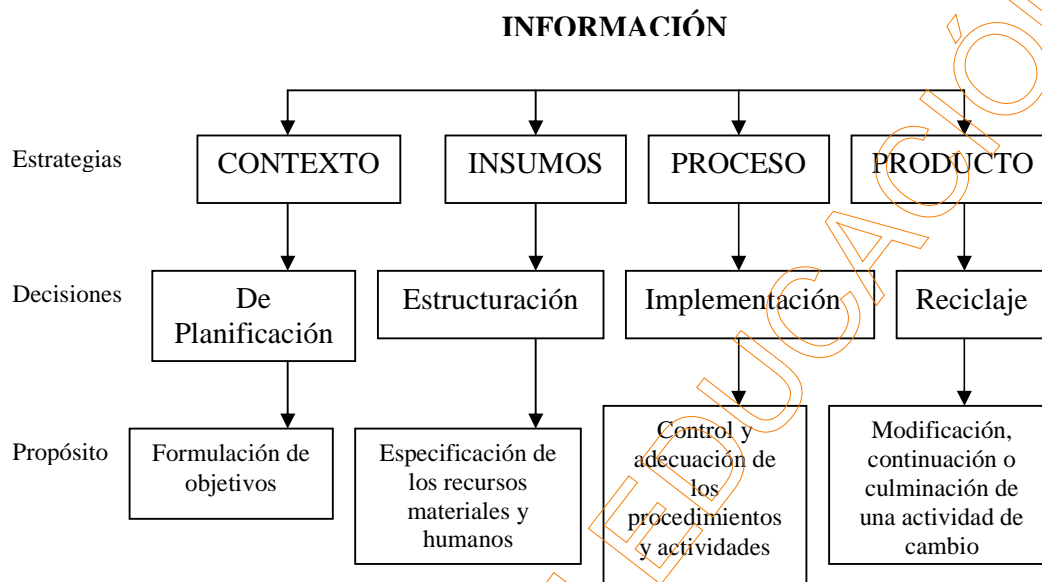 INFORMACIÓN
Estrategias
CONTEXTO
INSUMOS
PROCESO
PRODUCTO
Decisiones
De
Planificación
Estructuración
Implementación
Reciclaje
Propósito
Formulación de
objetivos
Especificación de
los recursos
materiales y
humanos
Control y
adecuación de
los
procedimientos
y actividades
Modificación,
continuación o
culminación de
una actividad de
cambio
EDUCACIÓ